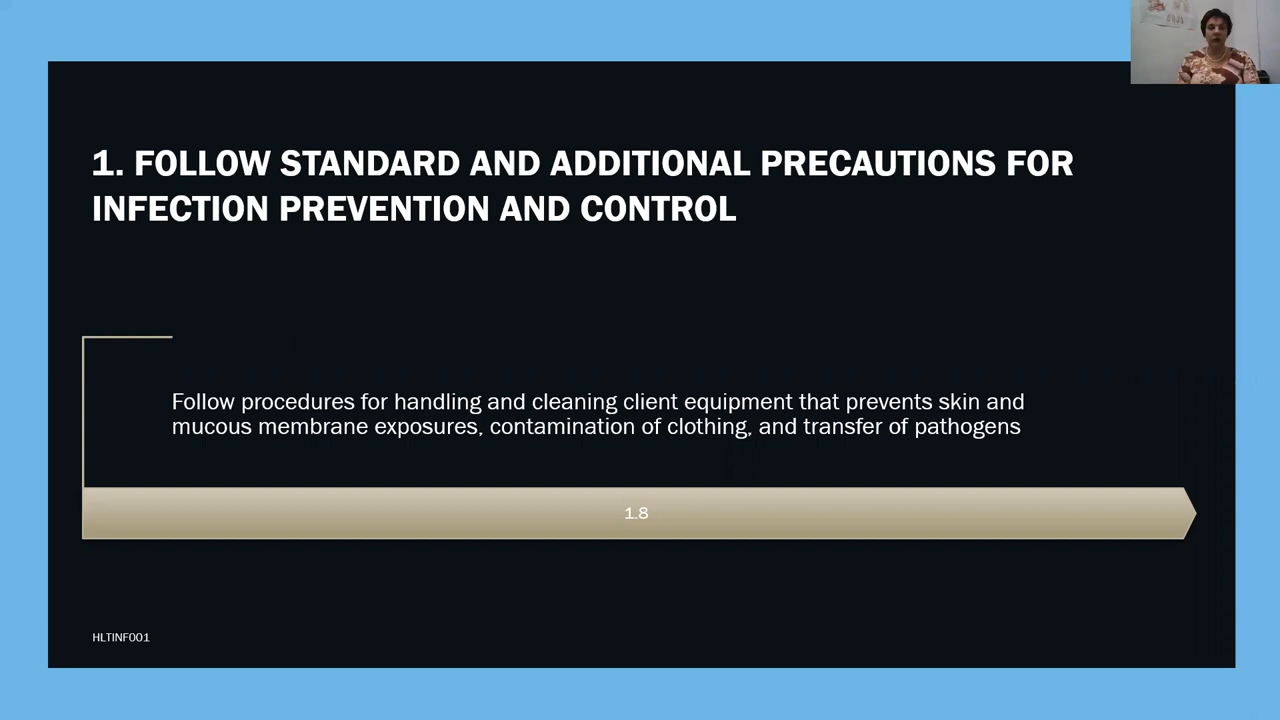 1. FOLLOW STANDARD AND ADDITIONAL PRECAUTIONS FOR
INFECTION PREVENTION AND CONTROL
Follow procedures for handling and cleaning client equipment that prevents skin and
mucous membrane exposures, contamination of clothing, and transfer of pathogens
1.8
HLTINF001